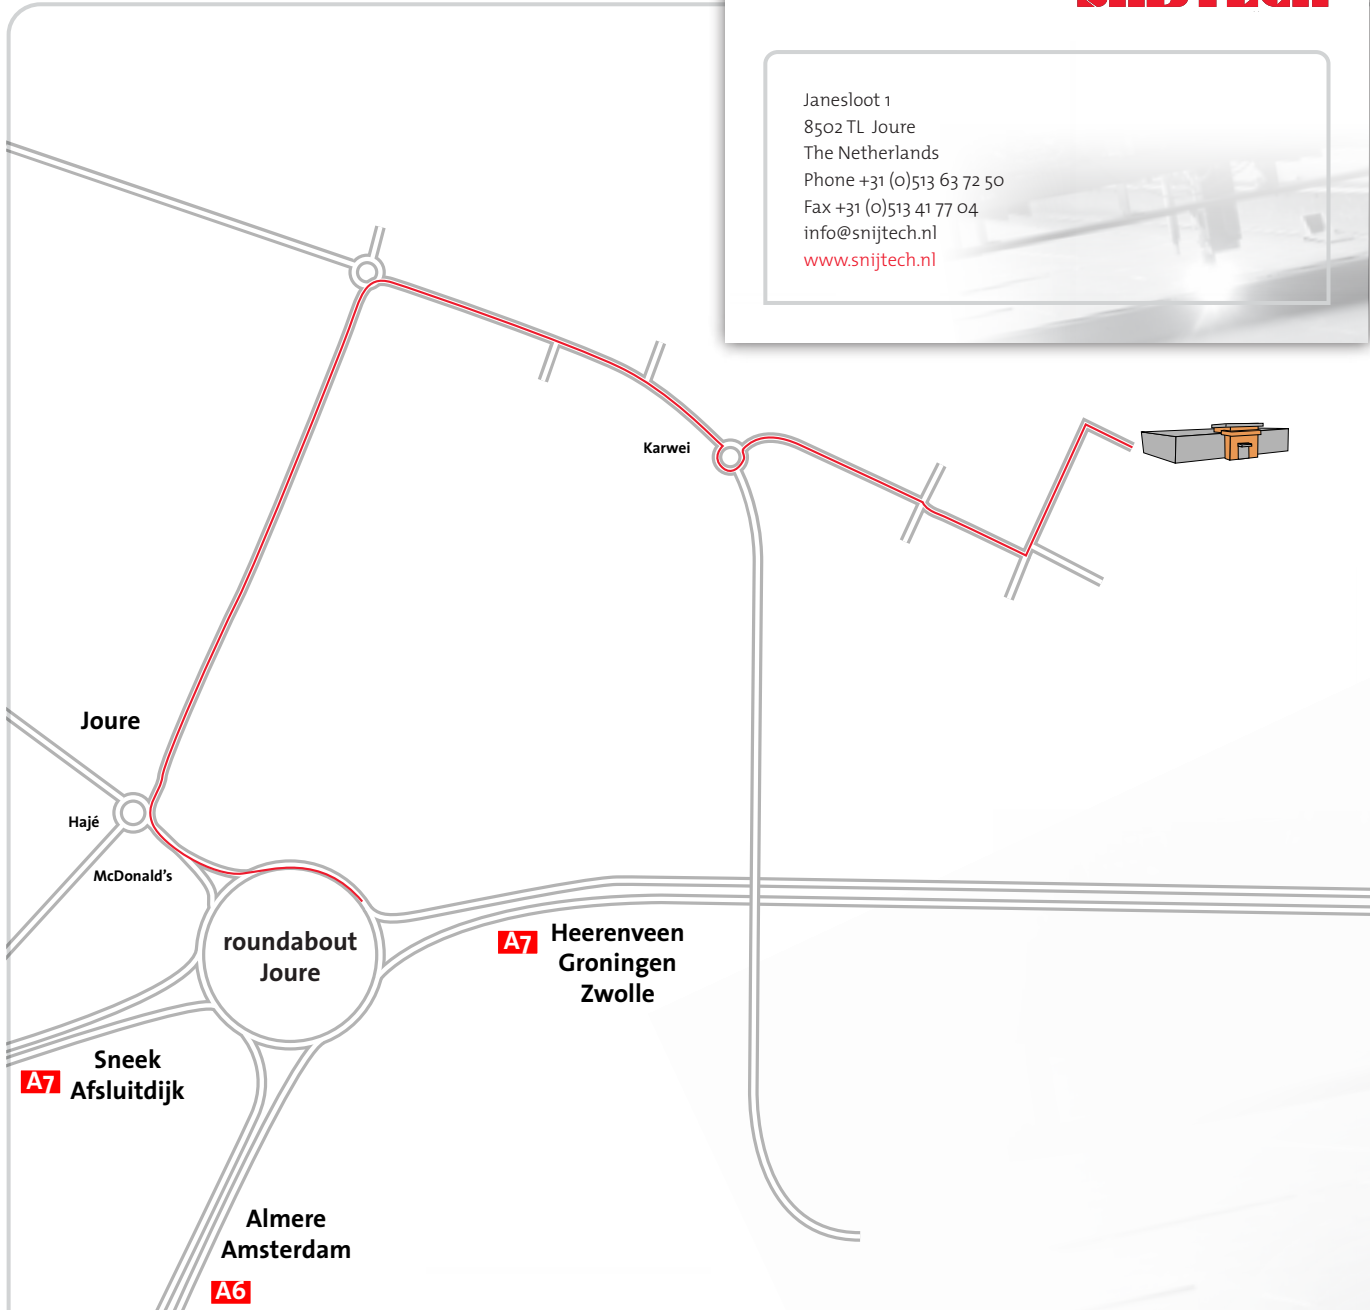 Janesloot 1
8502 TL Joure
The Netherlands
Phone +31 (0)513 63 72 50
Fax +31 (0)513 41 77 04
info@snijtech.nl
www.snijtech.nl
Karwei
Joure
Hajé
McDonald's
roundabout
Joure
A7
Heerenveen
Groningen
Zwolle
A7
Sneek
Afsluitdijk
Almere
Amsterdam
A6